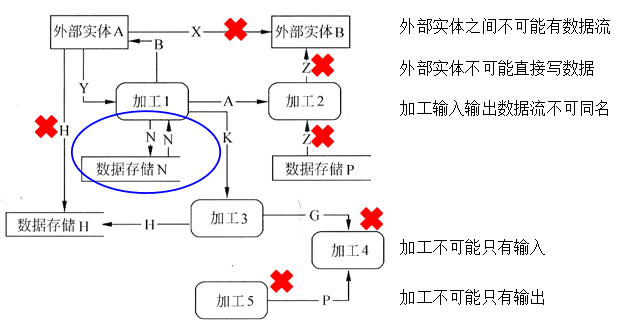 外部实体A
X
外部实体B
外部实体之间不可能有数据流
B
Z
外部实体不可能直接写数据
Y
加工1
A
加工2
加工输入输出数据流不可同名
H
N
N
K
Z
数据存储N
数据存储P
数据存储H
H
加工3
G
加工4
加工不可能只有输入
加工5
P
加工不可能只有输出